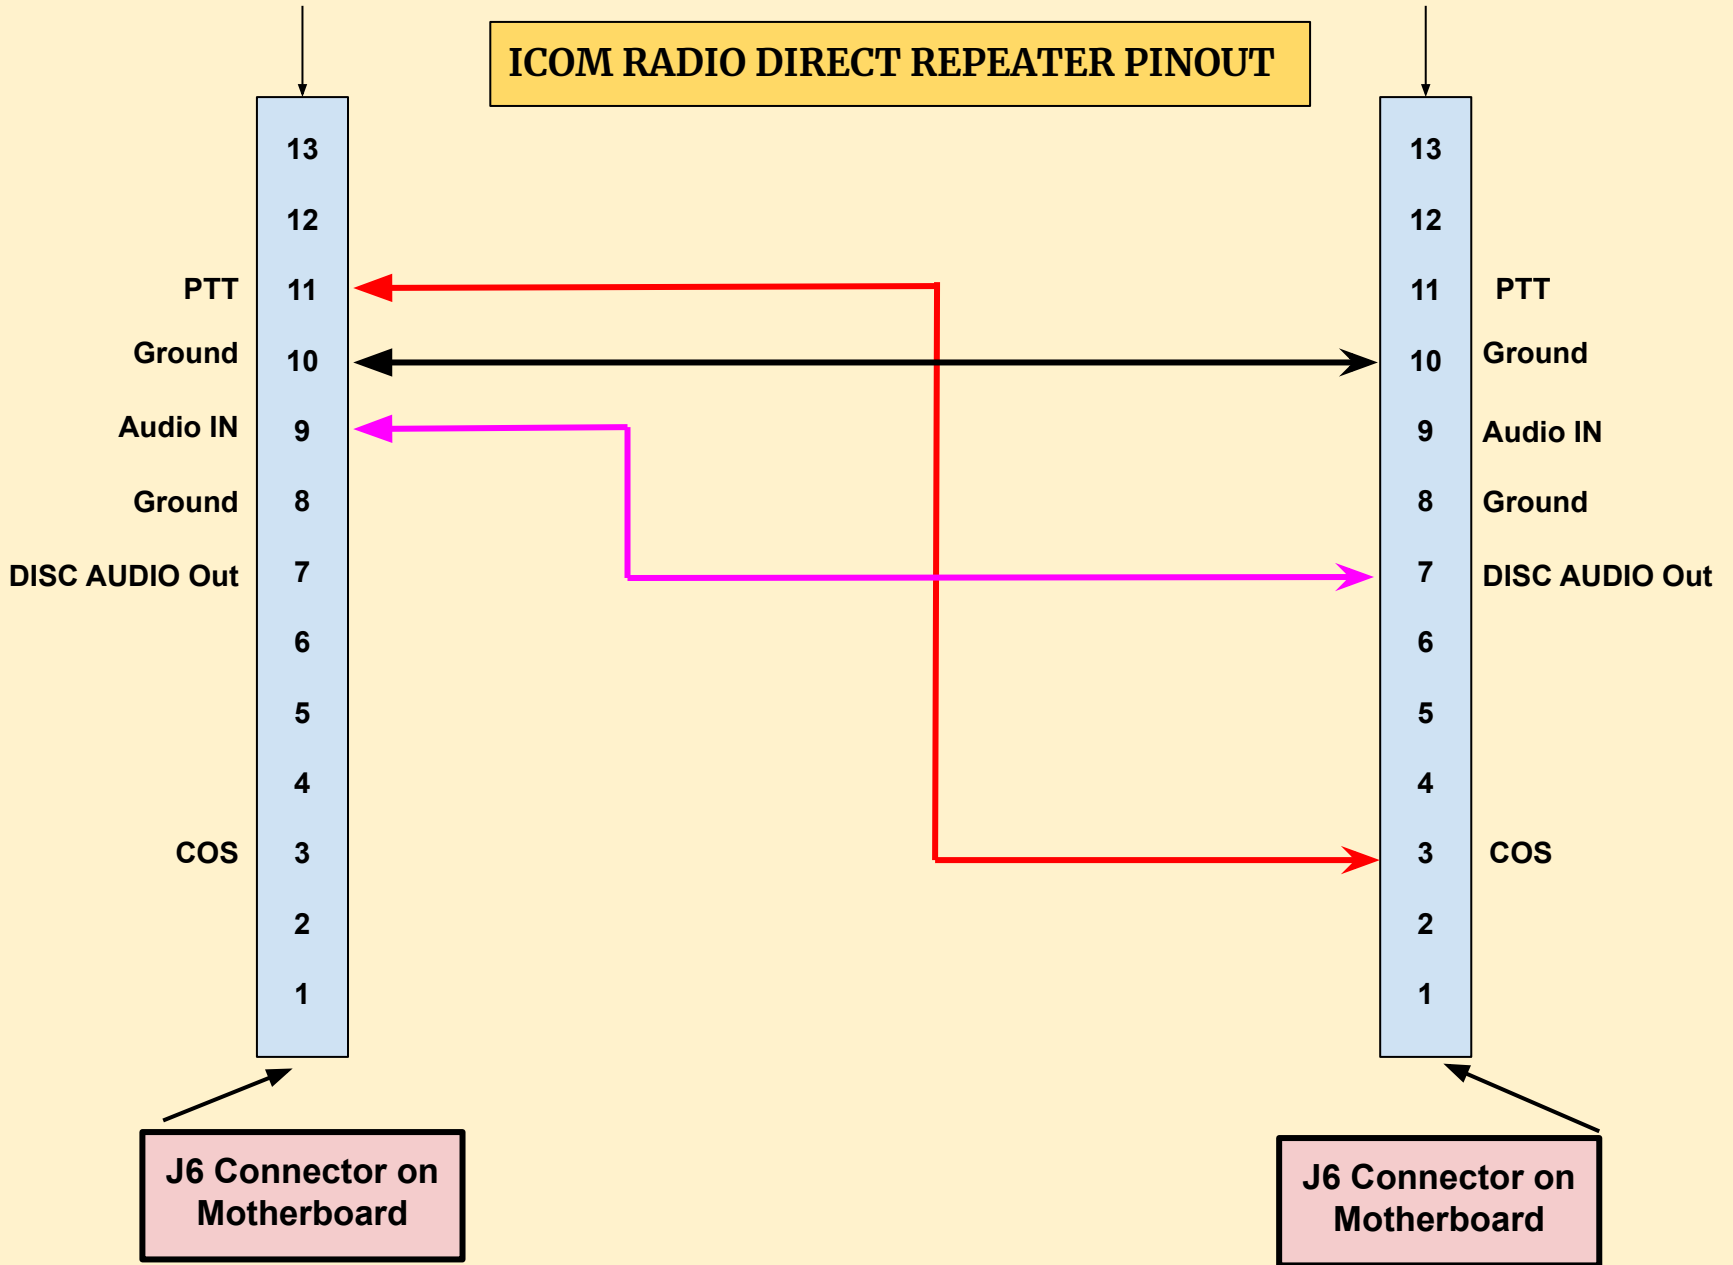 ICOM RADIO DIRECT REPEATER PINOUT
13
12
PTT 11
Ground 10
Audio IN 9
Ground 8
DISC AUDIO Out 7
6
5
4
COS 3
2
1
J6 Connector on
Motherboard
13
12
11 PTT
10 Ground
9 Audio IN
8 Ground
7 DISC AUDIO Out
6
5
4
3 COS
2
1
J6 Connector on
Motherboard